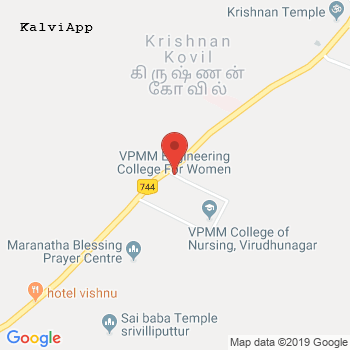 Krishnan Temple
KalviApp
Krishnan
Kovil
கிருஷ்ணன்
கோவில்
VPMM Engineering
College For Women
744
VPMM College of
Nursing, Virudhunagar
Maranatha Blessing
Prayer Centre
hotel vishnu
Sai baba Temple
srivilliputtur
Google
Map data ©2019 Google